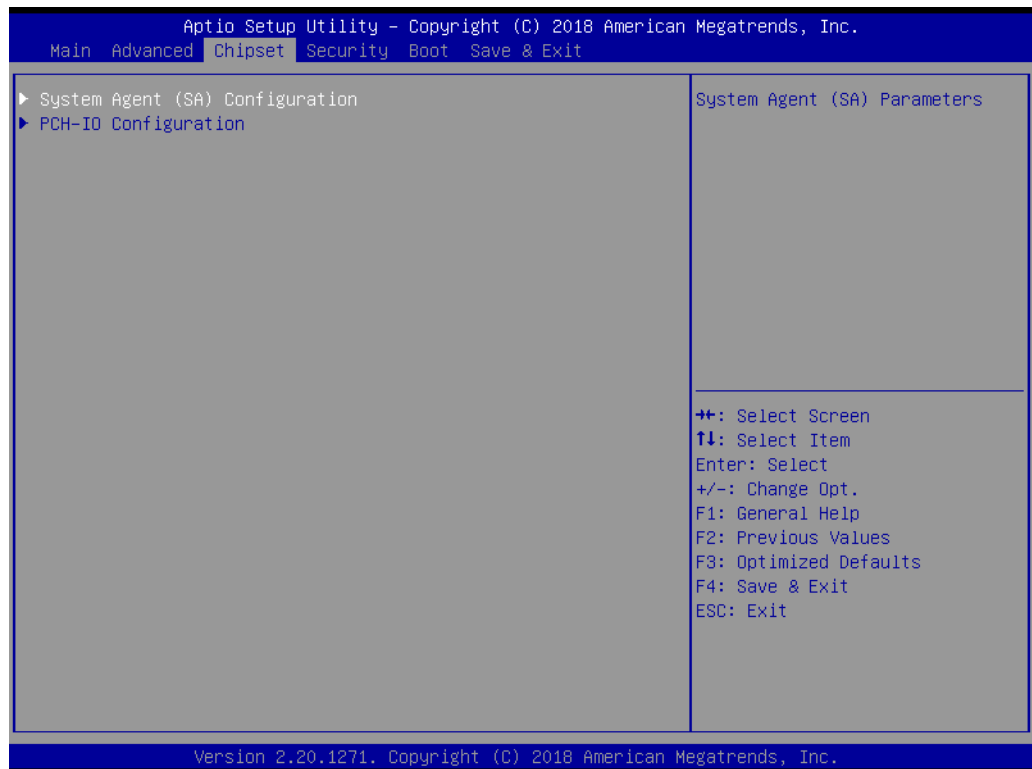 Aptio Setup Utility – Copyright (C) 2018 American Megatrends, Inc.
Main Advanced Chipset Security Boot Save & Exit
▶ System Agent (SA) Configuration
▶ PCH-IO Configuration
System Agent (SA) Parameters
→←: Select Screen
↑↓: Select Item
Enter: Select
+/-: Change Opt.
F1: General Help
F2: Previous Values
F3: Optimized Defaults
F4: Save & Exit
ESC: Exit
Version 2.20.1271. Copyright (C) 2018 American Megatrends, Inc.